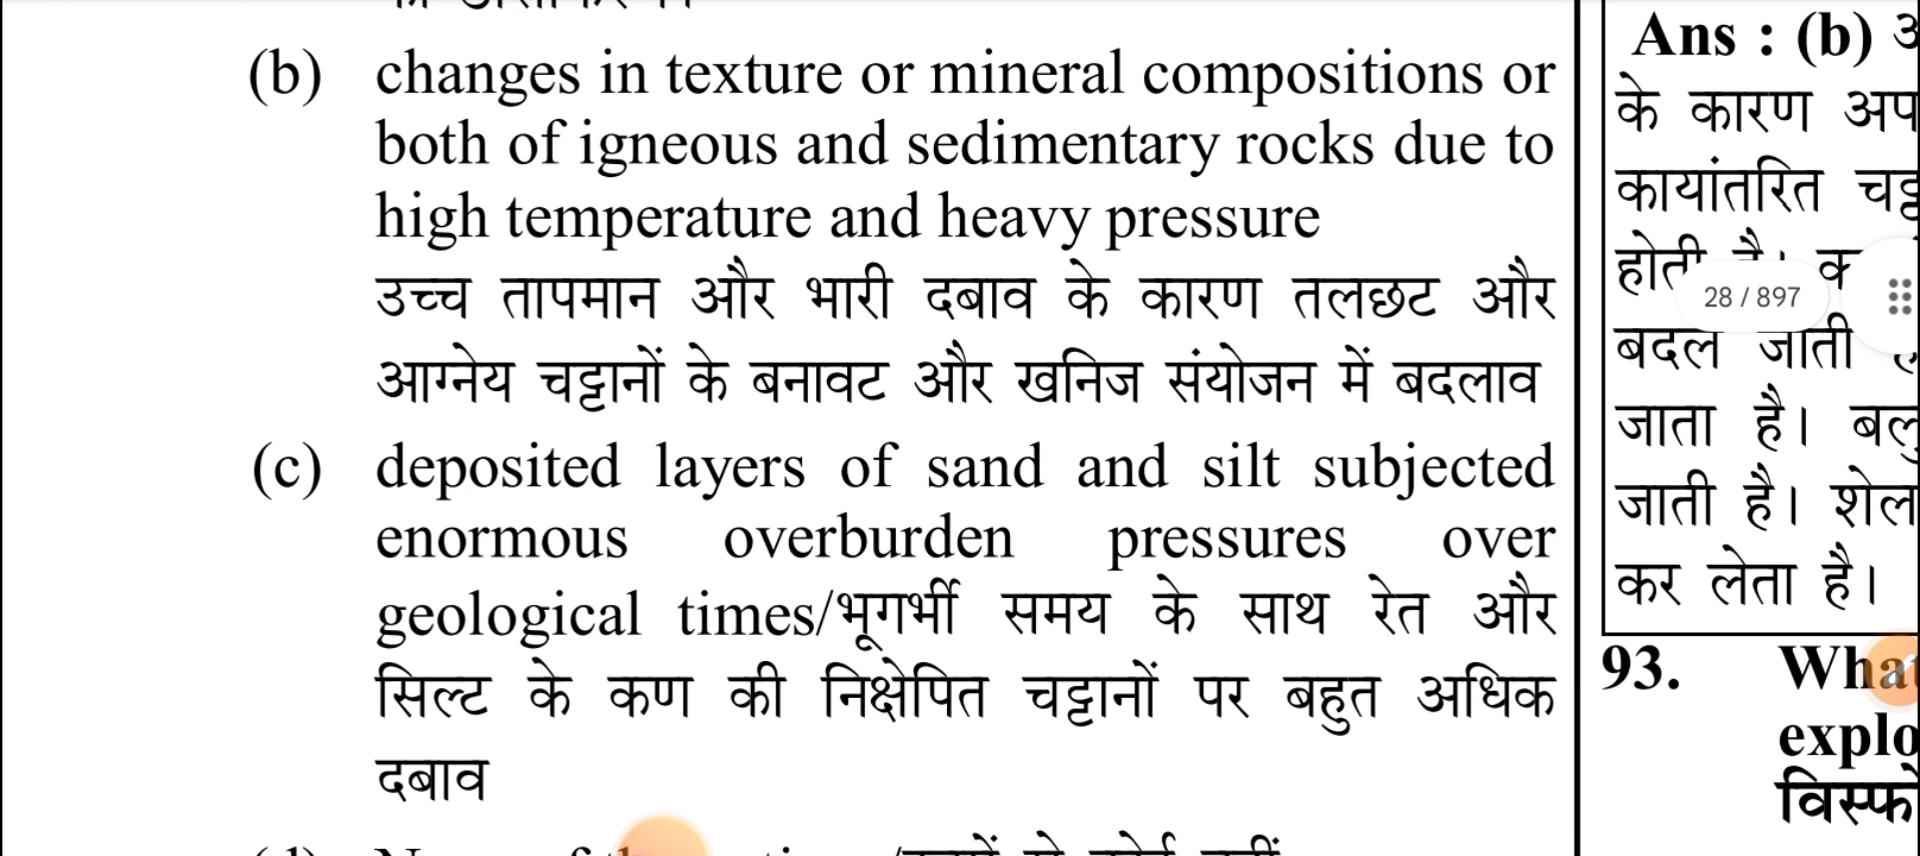 (b) changes in texture or mineral compositions or
both of igneous and sedimentary rocks due to
high temperature and heavy pressure
उच्च तापमान और भारी दबाव के कारण तलछट और
आग्नेय चट्टानों के बनावट और खनिज संयोजन में बदलाव
(c) deposited layers of sand and silt subjected
enormous overburden pressures over
geological times/भूगर्भी समय के साथ रेत और
सिल्ट के कण की निक्षेपित चट्टानों पर बहुत अधिक
दबाव
Ans : (b)
के कारण
कायांतरित
होती
28 / 897
बदल जाती
जाता है।
जाती है। शेल
कर लेता है।
93. What